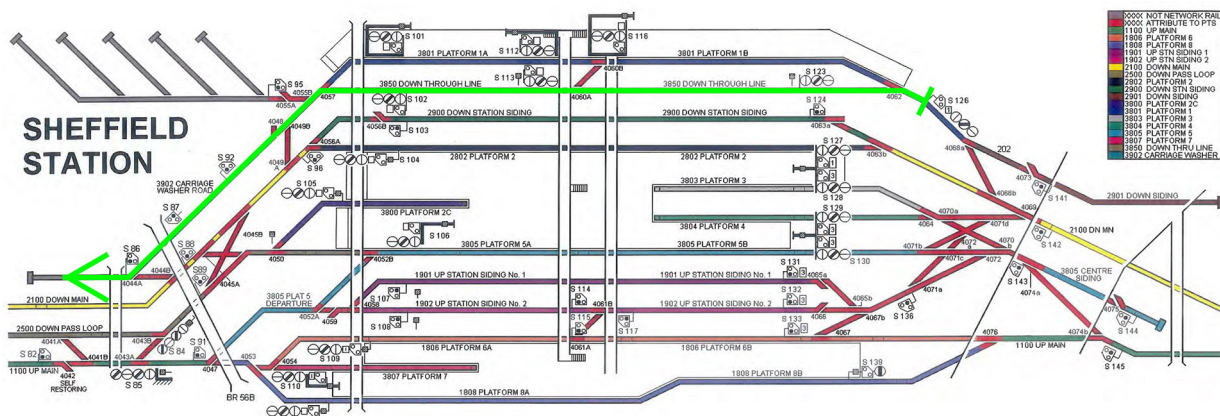 SHEFFIELD
STATION
S 101
S 112
S 116
3801 PLATFORM 1A
3801 PLATFORM 1B
4060B
S 113
S 95
4055B
4055A
4057
3850 DOWN THROUGH LINE
3850 DOWN THROUGH LINE
S 123
4060A
4062
S 126
S 102
S 124
4048
4049B
2900 DOWN STATION SIDING
2900 DOWN STATION SIDING
4056B
S 103
4063a
4056A
S 127
4068a
202
S 92
4049
A
S 96
S 104
2802 PLATFORM 2
2802 PLATFORM 2
4063b
3902 CARRIAGE
WASHER ROAD
S 105
3803 PLATFORM 3
S 128
4073
S 141
4068b
2901 DOWN SIDING
S 87
3800 PLATFORM 2C
S 129
4070a
4069
3804 PLATFORM 4
4064
4071d
S 142
2100 DN MN
4045B
S 106
S 86
S 88
4050
3805 PLATFORM 5A
3805 PLATFORM 5B
4071b
4072
a
4070
4052B
S 130
4071c
4072
S 89
4044B
4044A
S 131
1901 UP STATION SIDING No. 1
1901 UP STATION SIDING No. 1
4065a
S 143
3805 CENTRE
SIDING
4045A
2100 DOWN MAIN
3805 PLAT 5
DEPARTURE
S 107
4058
S 114
S 132
4071a
4074a
1902 UP STATION SIDING No. 2
4061B
1902 UP STATION SIDING No. 2
4065b
S 136
4052A
4059
S 115
S 133
4066
4067b
4075
S 144
2500 DOWN PASS LOOP
S 108
S 117
4067
4076
4074b
4041A
4043B
S 84
S 91
S 82
4041B
4043A
4053
4054
S 109
1806 PLATFORM 6A
4061A
1806 PLATFORM 6B
1100 UP MAIN
1100 UP MAIN
4042
SELF
RESTORING
S 85
4047
S 110
3807 PLATFORM 7
S 139
S 145
BR 56B
1808 PLATFORM 8A
1808 PLATFORM 8B
XXXX NOT NETWORK RAIL
XXXX ATTRIBUTE TO PTS
1100 UP MAIN
1806 PLATFORM 6
1808 PLATFORM 8
1901 UP STN SIDING 1
1902 UP STN SIDING 2
2100 DOWN MAIN
2500 DOWN PASS LOOP
2802 PLATFORM 2
2900 DOWN STN SIDING
2901 DOWN SIDING
3800 PLATFORM 2C
3801 PLATFORM 1
3803 PLATFORM 3
3804 PLATFORM 4
3805 PLATFORM 5
3807 PLATFORM 7
3850 DOWN THRU LINE
3902 CARRIAGE WASHER